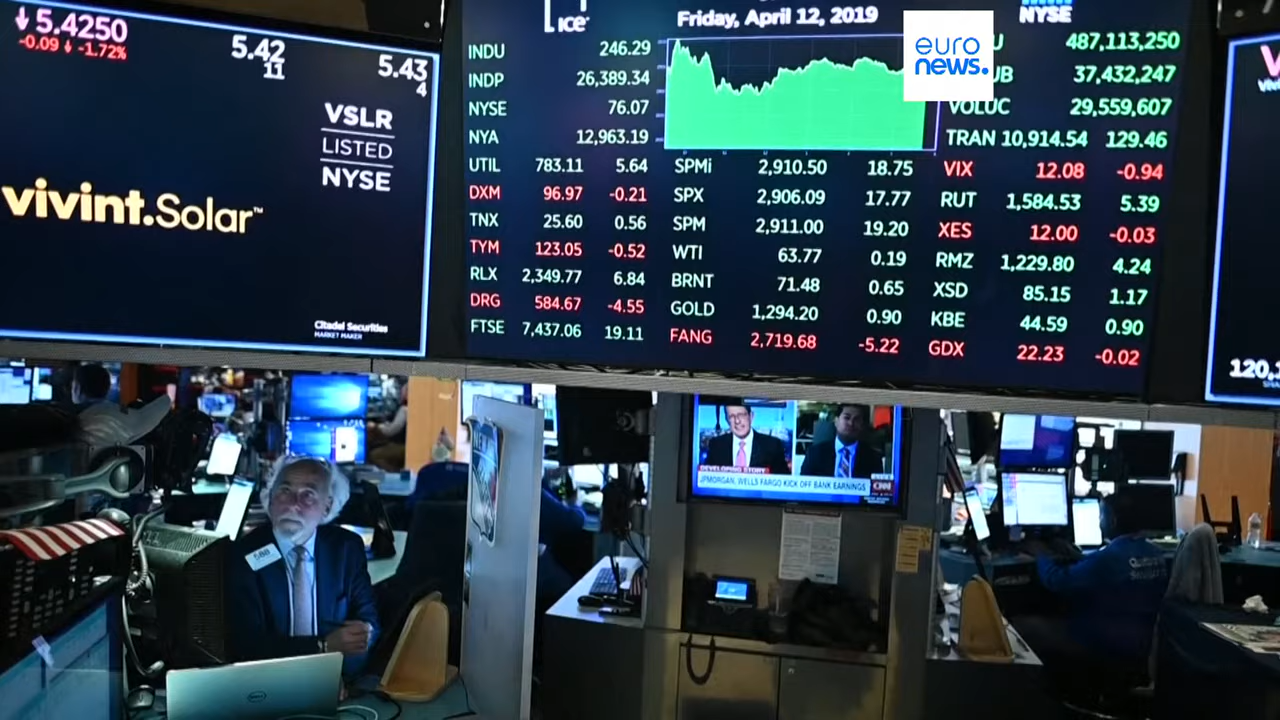 5.4250
-0.09 -1.72%
5.42
11
5.43
4
VSLR
LISTED
NYSE
vivint.Solar™
Citadel Securities
MARKET MAKER
ICE
Friday, April 12, 2019
NYSE
euro
news.
INDU 246.29
INDP 26,389.34
NYSE 76.07
NYA 12,963.19
UTIL 783.11 5.64
DXM 96.97 -0.21
TNX 25.60 0.56
TYM 123.05 -0.52
RLX 2,349.77 6.84
DRG 584.67 -4.55
FTSE 7,437.06 19.11
SPMi 2,910.50 18.75
SPX 2,906.09 17.77
SPM 2,911.00 19.20
WTI 63.77 0.19
BRNT 71.48 0.65
GOLD 1,294.20 0.90
FANG 2,719.68 -5.22
487,113,250
37,432,247
VOLUC 29,559,607
TRAN 10,914.54 129.46
VIX 12.08 -0.94
RUT 1,584.53 5.39
XES 12.00 -0.03
RMZ 1,229.80 4.24
XSD 85.15 1.17
KBE 44.59 0.90
GDX 22.23 -0.02
DEVELOPING STORY
JPMORGAN, WELLS FARGO KICK OFF BANK EARNINGS
CNN
DELL